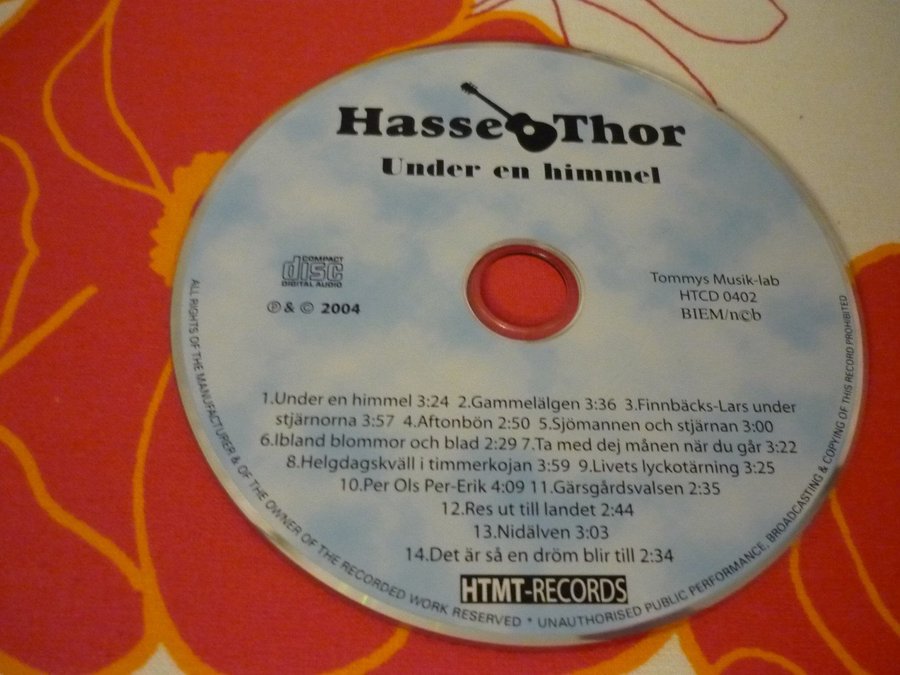 Hasse Thor
Under en himmel
COMPACT
disc
DIGITAL AUDIO
℗ & © 2004
Tommys Musik-lab
HTCD 0402
BIEM/n©b
1.Under en himmel 3:24 2.Gammelälgen 3:36 3.Finnbäcks-Lars under
stjärnorna 3:57 4.Aftonbön 2:50 5.Sjömannen och stjärnan 3:00
6.Ibland blommor och blad 2:29 7.Ta med dej månen när du går 3:22
8.Helgdagskväll i timmerkojan 3:59 9.Livets lyckotärning 3:25
10.Per Ols Per-Erik 4:09 11.Gärsgårdsvalsen 2:35
12.Res ut till landet 2:44
13.Nidälven 3:03
14.Det är så en dröm blir till 2:34
HTMT-RECORDS
ALL RIGHTS OF THE MANUFACTURER & OF THE OWNER OF THE RECORDED WORK RESERVED * UNAUTHORISED PUBLIC PERFORMANCE, BROADCASTING & COPYING OF THIS RECORD PROHIBITED